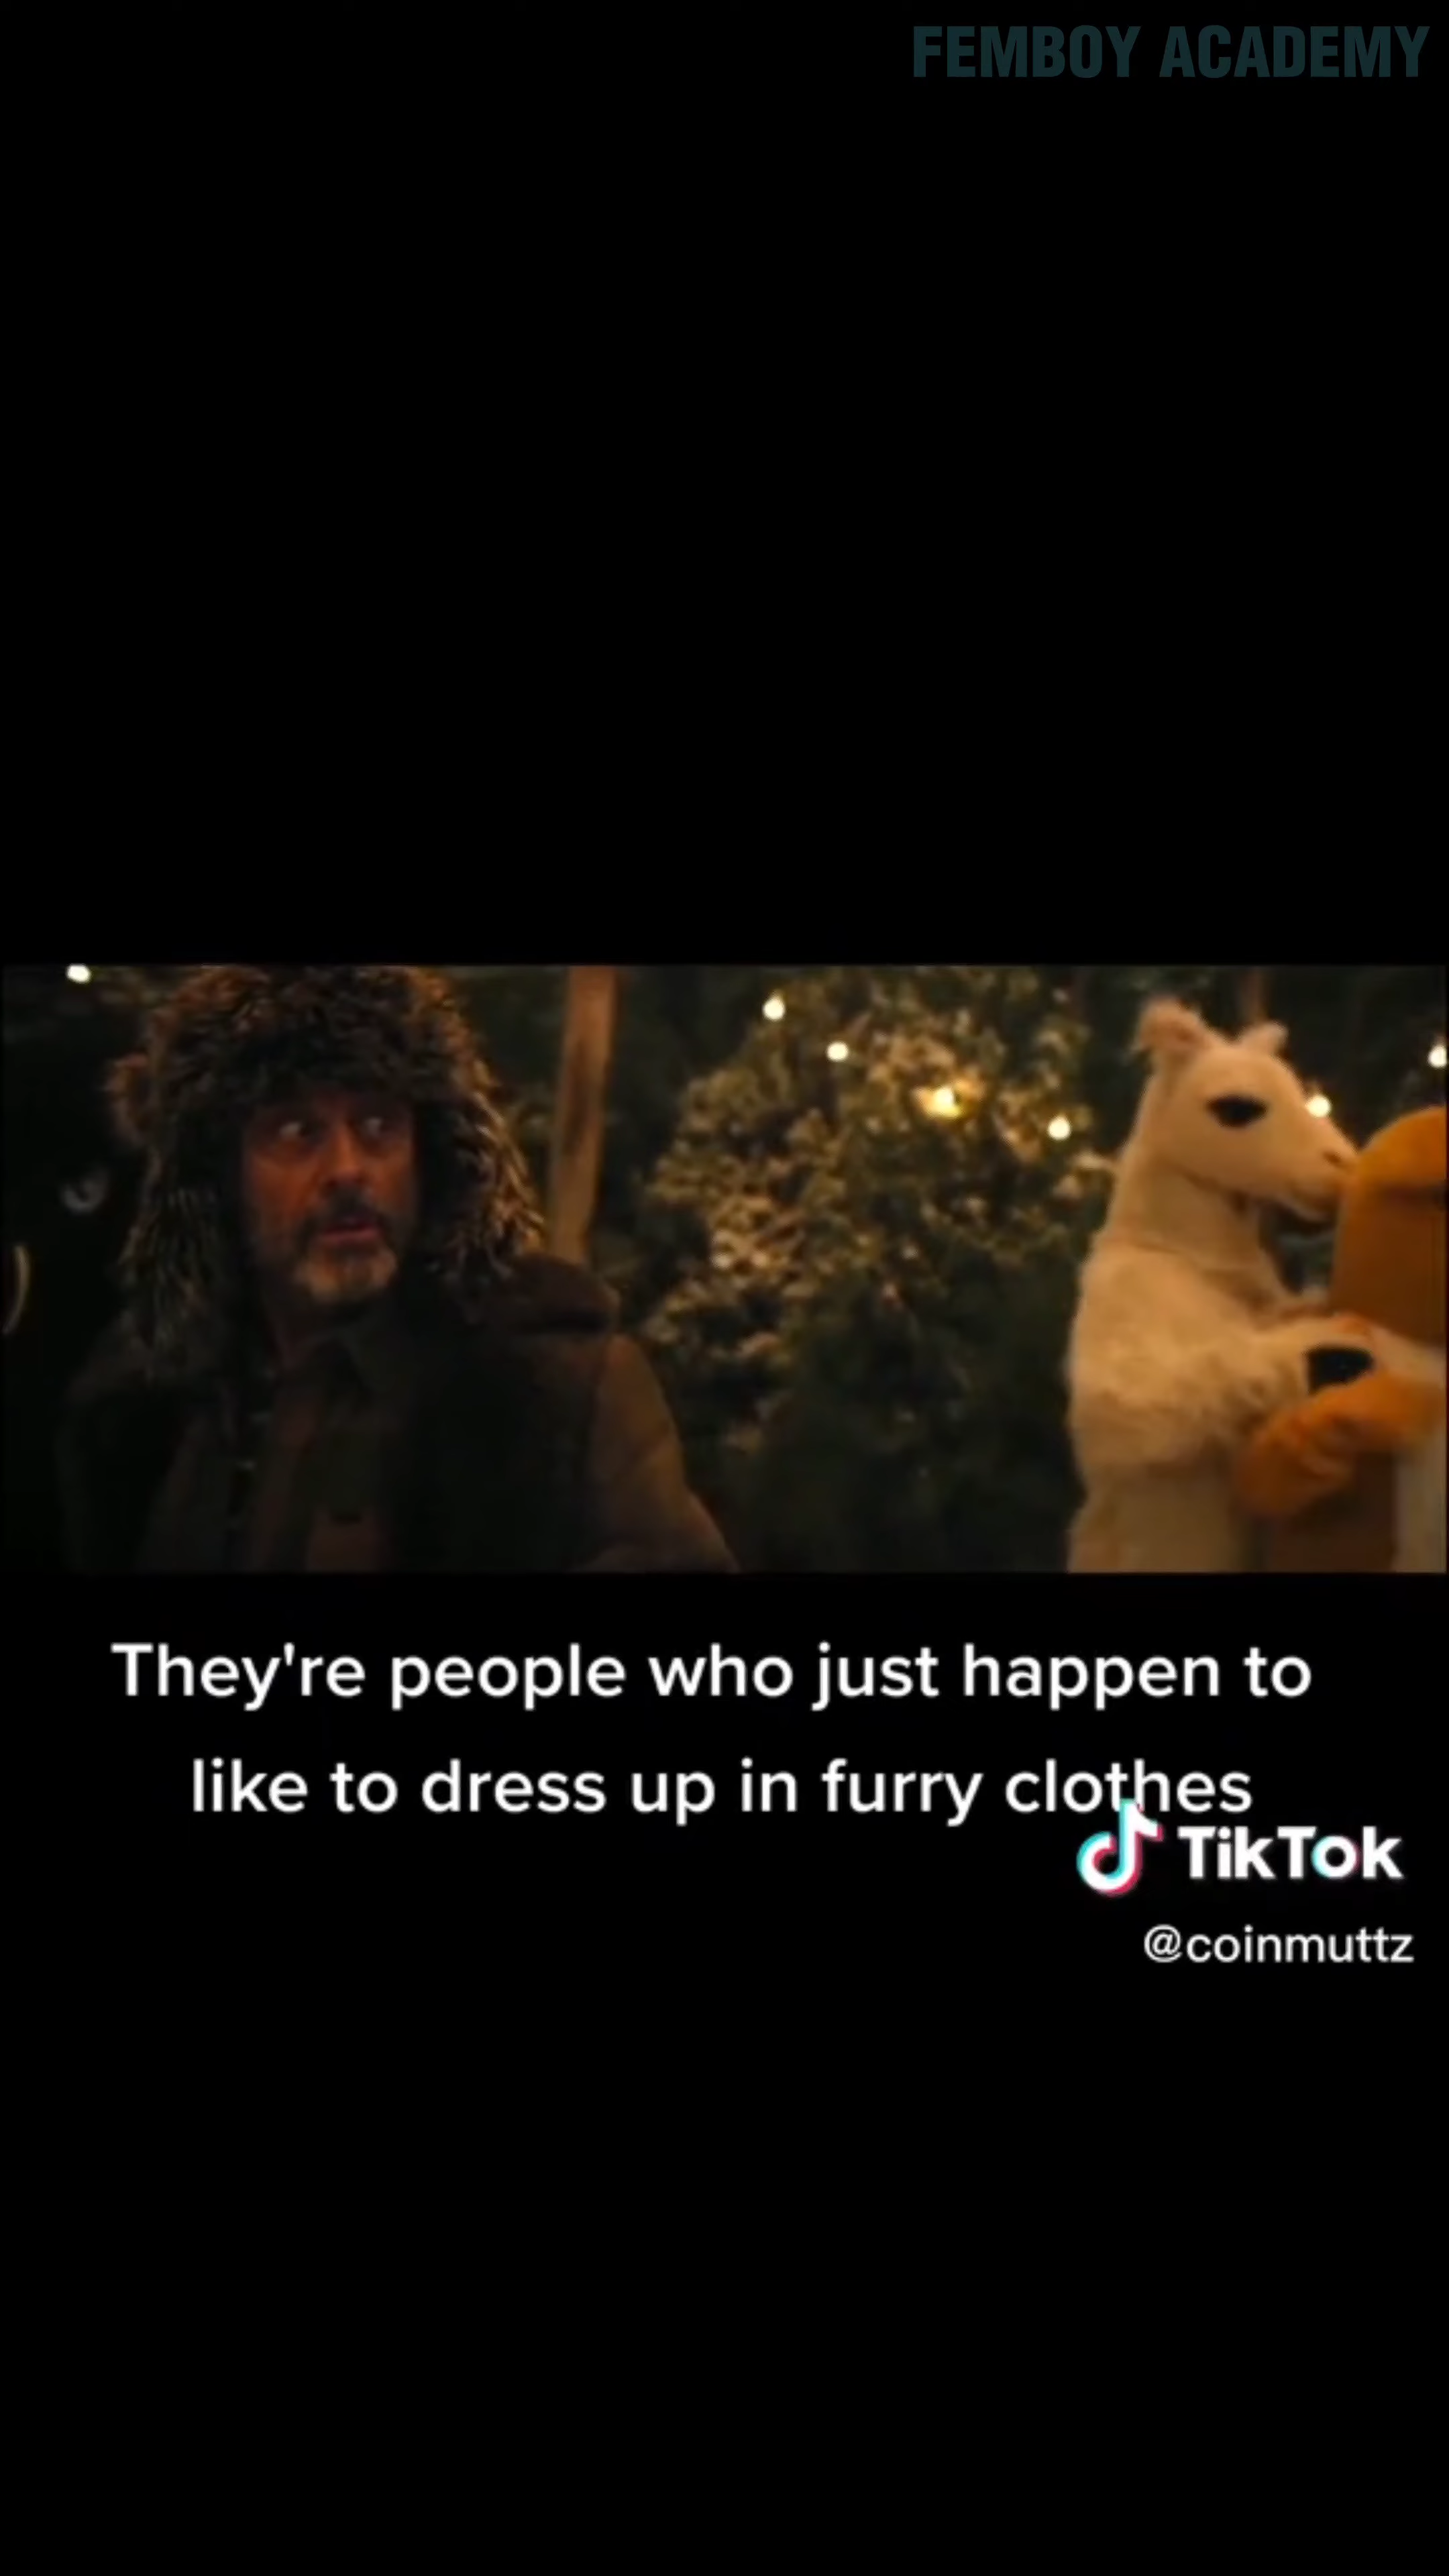 FEMBOY ACADEMY
They're people who just happen to
like to dress up in furry clothes
TikTok
@coinmuttz